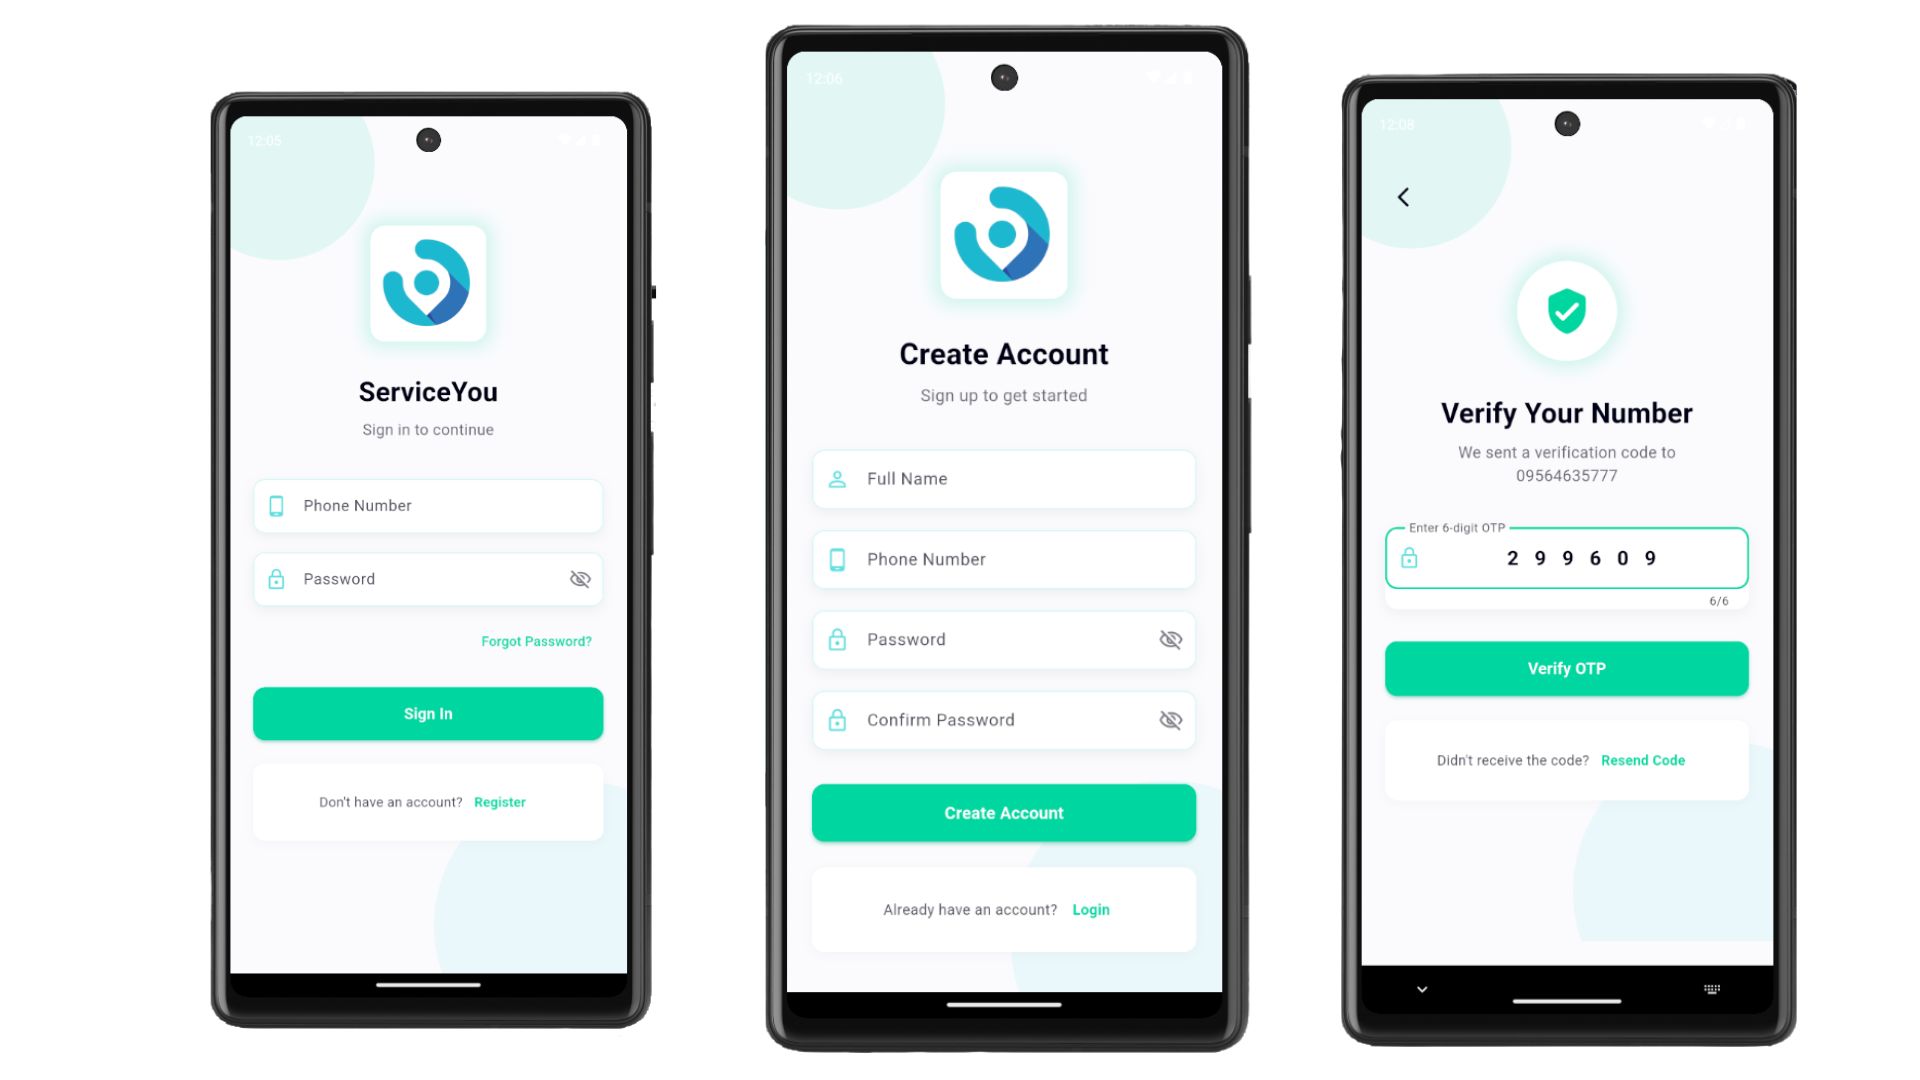 12:05
ServiceYou
Sign in to continue
Phone Number
Password
Forgot Password?
Sign In
Don't have an account? Register
12:06
Create Account
Sign up to get started
Full Name
Phone Number
Password
Confirm Password
Create Account
Already have an account? Login
12:08
Verify Your Number
We sent a verification code to
09564635777
Enter 6-digit OTP
2 9 9 6 0 9
6/6
Verify OTP
Didn't receive the code? Resend Code